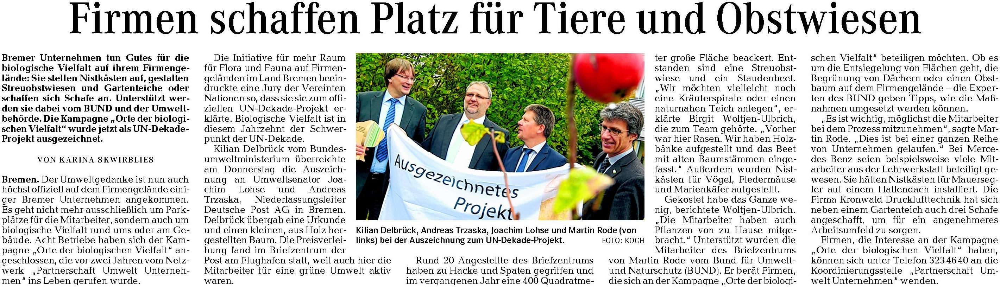 Firmen schaffen Platz für Tiere und Obstwiesen
Bremer Unternehmen tun Gutes für die
biologische Vielfalt auf ihrem Firmenge-
lände: Sie stellen Nistkästen auf, gestalten
Streuobstwiesen und Gartenteiche oder
schaffen sich Schafe an. Unterstützt wer-
den sie dabei vom BUND und der Umwelt-
behörde. Die Kampagne „Orte der biologi-
schen Vielfalt“ wurde jetzt als UN-Dekade-
Projekt ausgezeichnet.
VON KARINA SKWIRBLIES
Bremen. Der Umweltgedanke ist nun auch
höchst offiziell auf dem Firmengelände eini-
ger Bremer Unternehmen angekommen.
Es geht nicht mehr ausschließlich um Park-
plätze für die Mitarbeiter, sondern auch um
biologische Vielfalt rund ums oder am Ge-
bäude. Acht Betriebe haben sich der Kam-
pagne „Orte der biologischen Vielfalt“ an-
geschlossen, die vor zwei Jahren vom Netz-
werk „Partnerschaft Umwelt Unterneh-
men“ ins Leben gerufen wurde.
Die Initiative für mehr Raum
für Flora und Fauna auf Firmen-
geländen im Land Bremen beein-
druckte eine Jury der Vereinten
Nationen so, dass sie sie zum offi-
ziellen UN-Dekade-Projekt er-
klärte. Biologische Vielfalt ist in
diesem Jahrzehnt der Schwer-
punkt der UN-Dekade.
Kilian Delbrück vom Bundes-
umweltministerium überreichte
am Donnerstag die Auszeich-
nung an Umweltsenator Joa-
chim Lohse und Andreas
Trzaska, Niederlassungsleiter
Deutsche Post AG in Bremen.
Delbrück übergab eine Urkunde
und einen kleinen, aus Holz her-
gestellten Baum. Die Preisverlei-
hung fand im Briefzentrum der
Post am Flughafen statt, weil auch hier die
Mitarbeiter für eine grüne Umwelt aktiv
waren.
Ausgezeichnetes
Projekt
Kilian Delbrück, Andreas Trzaska, Joachim Lohse und Martin Rode (von
links) bei der Auszeichnung zum UN-Dekade-Projekt. FOTO: KOCH
Rund 20 Angestellte des Briefzentrums
haben zu Hacke und Spaten gegriffen und
im vergangenen Jahr eine 400 Quadratme-
ter große Fläche beackert. Ent-
standen sind eine Streuobst-
wiese und ein Staudenbeet.
„Wir möchten vielleicht noch
eine Kräuterspirale oder einen
naturnahen Teich anlegen“, er-
klärte Birgit Woltjen-Ulbrich,
die zum Team gehörte. „Vorher
war hier Rasen. Wir haben Holz-
bänke aufgestellt und das Beet
mit alten Baumstämmen einge-
fasst.“ Außerdem wurden Nist-
kästen für Vögel, Fledermäuse
und Marienkäfer aufgestellt.
Gekostet habe das Ganze we-
nig, berichtete Woltjen-Ulbrich.
„Die Mitarbeiter haben auch
Pflanzen von zu Hause mitge-
bracht.“ Unterstützt wurden die
Mitarbeiter des Briefzentrums
von Martin Rode vom Bund für Umwelt-
und Naturschutz (BUND). Er berät Firmen,
die sich an der Kampagne „Orte der biologi-
schen Vielfalt“ beteiligen möchten. Ob es
um die Entsiegelung von Flächen geht, die
Begrünung von Dächern oder einen Obst-
baum auf dem Firmengelände – die Exper-
ten des BUND geben Tipps, wie die Maß-
nahmen umgesetzt werden können.
„Es ist wichtig, möglichst die Mitarbeiter
bei dem Prozess mitzunehmen“, sagte Mar-
tin Rode. „Dies ist bei einer ganzen Reihe
von Unternehmen gelaufen.“ Bei Merce-
des Benz seien beispielsweise viele Mit-
arbeiter aus der Lehrwerkstatt beteiligt ge-
wesen. Sie hätten Nistkästen für Mauerseg-
ler auf einem Hallendach installiert. Die
Firma Kronwald Drucklufttechnik hat sich
neben einem Gartenteich auch drei Schafe
angeschafft, um für ein angenehmeres
Arbeitsumfeld zu sorgen.
Firmen, die Interesse an der Kampagne
„Orte der biologischen Vielfalt“ haben,
können sich unter Telefon 323 46 40 an die
Koordinierungsstelle „Partnerschaft Um-
welt Unternehmen“ wenden.